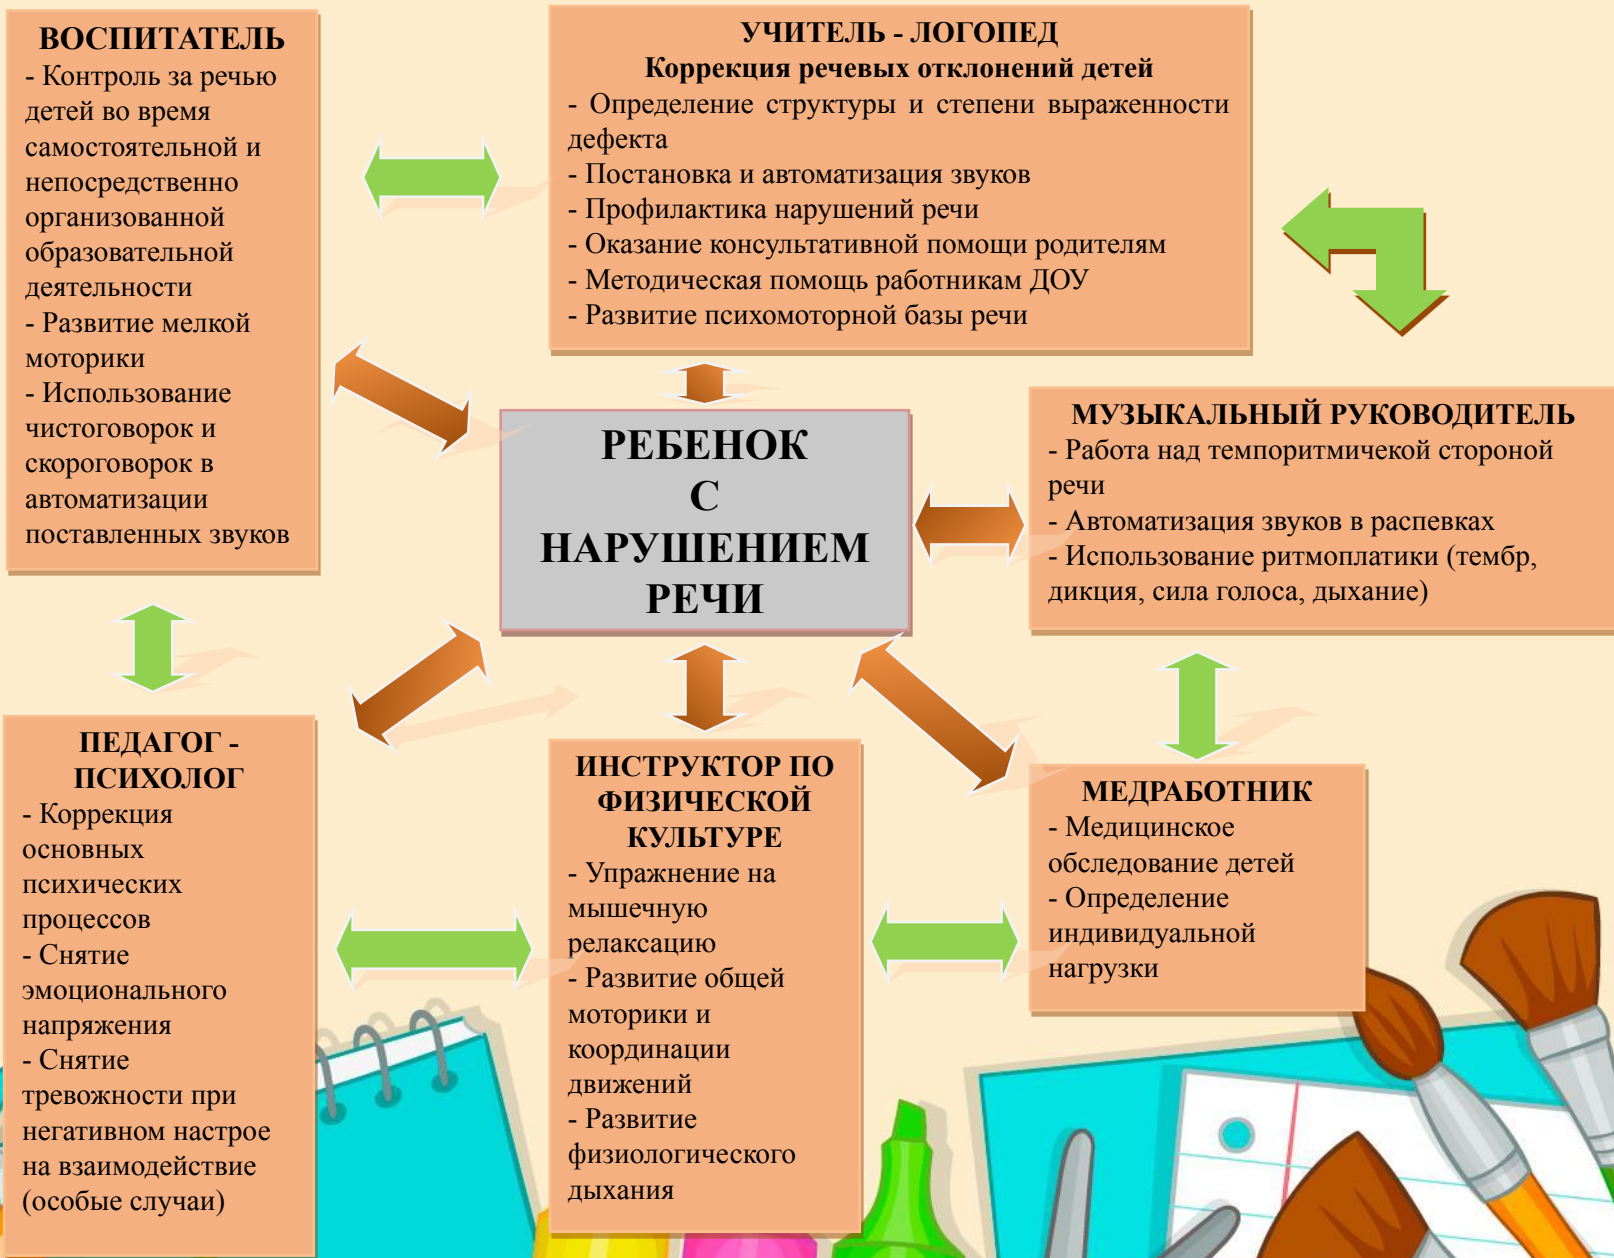 ВОСПИТАТЕЛЬ
- Контроль за речью
детей во время
самостоятельной и
непосредственно
организованной
образовательной
деятельности
- Развитие мелкой
моторики
- Использование
чистоговорок и
скороговорок в
автоматизации
поставленных звуков
УЧИТЕЛЬ - ЛОГОПЕД
Коррекция речевых отклонений детей
- Определение структуры и степени выраженности
дефекта
- Постановка и автоматизация звуков
- Профилактика нарушений речи
- Оказание консультативной помощи родителям
- Методическая помощь работникам ДОУ
- Развитие психомоторной базы речи
РЕБЕНОК
С
НАРУШЕНИЕМ
РЕЧИ
МУЗЫКАЛЬНЫЙ РУКОВОДИТЕЛЬ
- Работа над темпоритмичекой стороной
речи
- Автоматизация звуков в распевках
- Использование ритмоплатики (тембр,
дикция, сила голоса, дыхание)
ПЕДАГОГ -
ПСИХОЛОГ
- Коррекция
основных
психических
процессов
- Снятие
эмоционального
напряжения
- Снятие
тревожности при
негативном настрое
на взаимодействие
(особые случаи)
ИНСТРУКТОР ПО
ФИЗИЧЕСКОЙ
КУЛЬТУРЕ
- Упражнение на
мышечную
релаксацию
- Развитие общей
моторики и
координации
движений
- Развитие
физиологического
дыхания
МЕДРАБОТНИК
- Медицинское
обследование детей
- Определение
индивидуальной
нагрузки